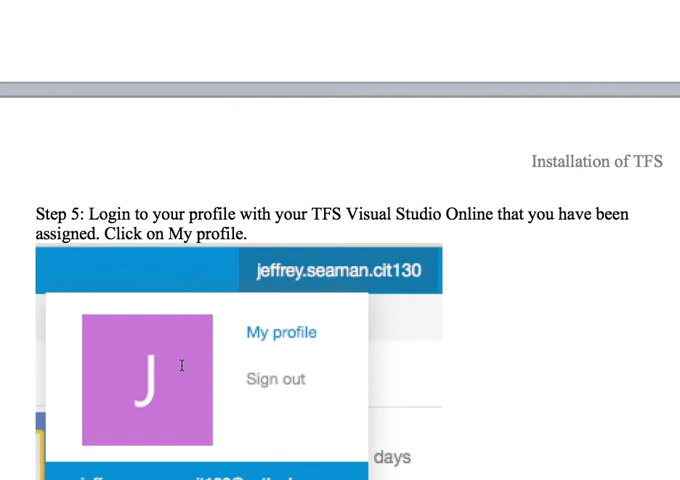 Installation of TFS
Step 5: Login to your profile with your TFS Visual Studio Online that you have been
assigned. Click on My profile.
jeffrey.seaman.cit130
My profile
J
Sign out
days